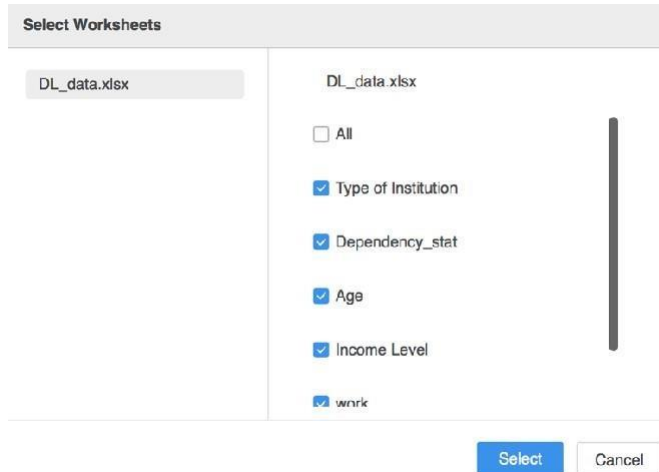 Select Worksheets
DL_data.xlsx
DL_data.xlsx
All
Type of Institution
Dependency_stat
Age
Income Level
work
Select
Cancel